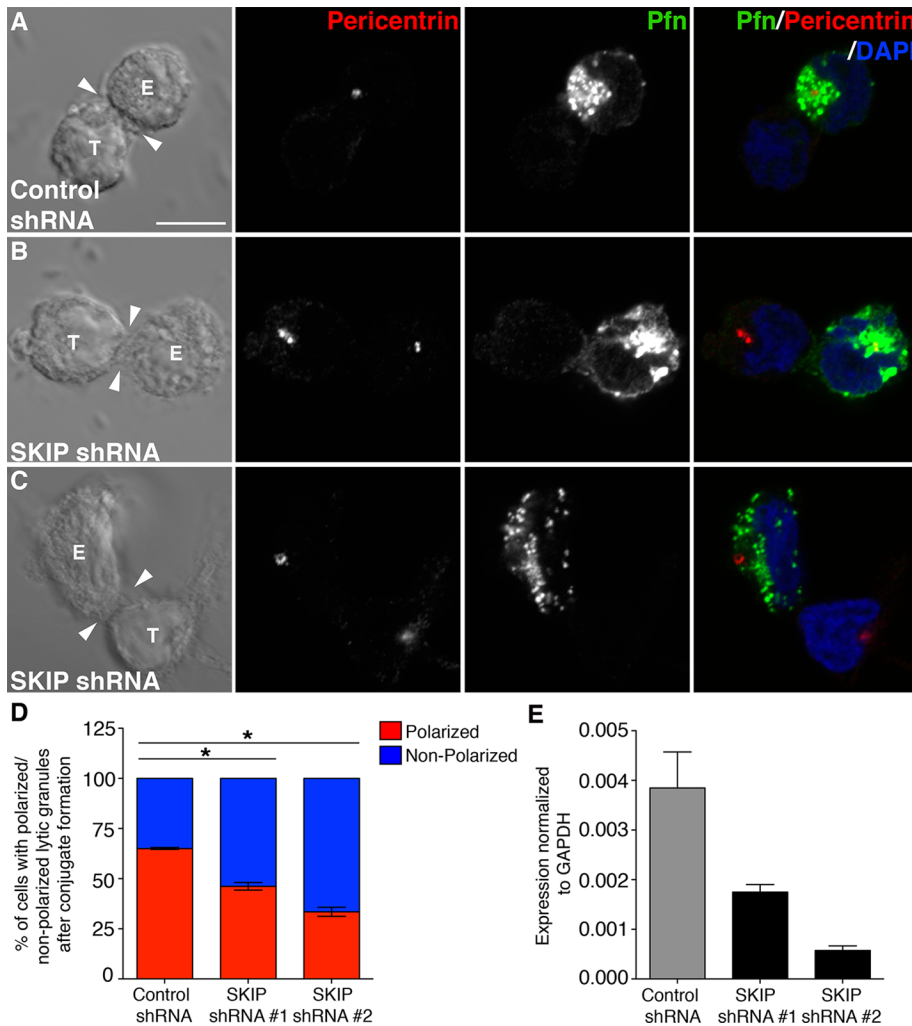 A
Pericentrin
Pfn
Pfn/Pericentrin
/DAPI
E
T
Control
shRNA
B
T
E
SKIP shRNA
C
E
T
SKIP shRNA
D
% of cells with polarized/
non-polarized lytic granules
after conjugate formation
125
100
75
50
25
0
*
*
Polarized
Non-Polarized
Control
shRNA
SKIP
shRNA #1
SKIP
shRNA #2
E
Expression normalized
to GAPDH
0.005
0.004
0.003
0.002
0.001
0.000
Control
shRNA
SKIP
shRNA #1
SKIP
shRNA #2